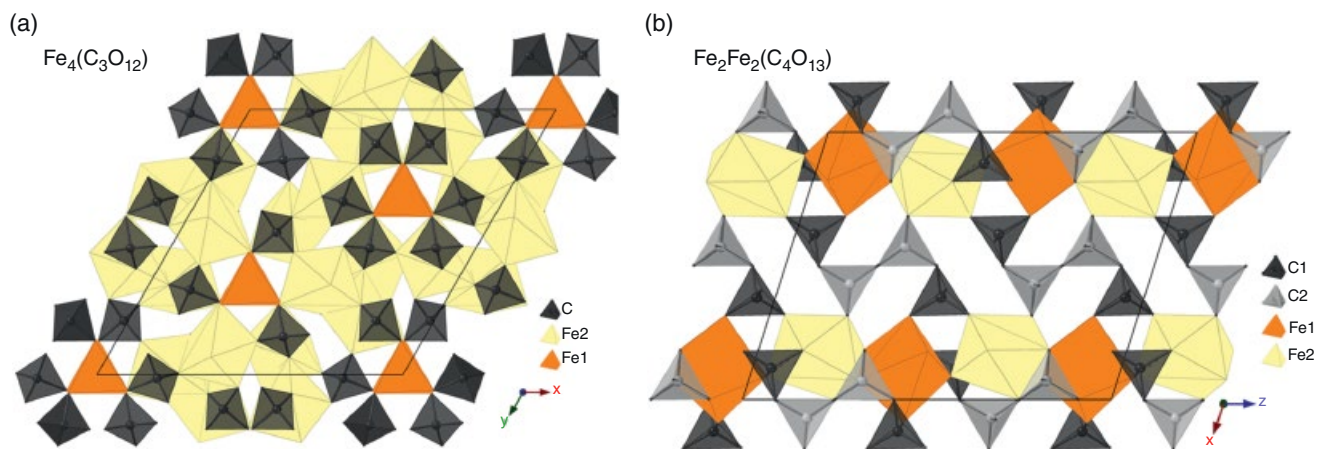 (a)
Fe₄(C₃O₁₂)
C
Fe2
Fe1
x
y
(b)
Fe₂Fe₂(C₄O₁₃)
C1
C2
Fe1
Fe2
z
x